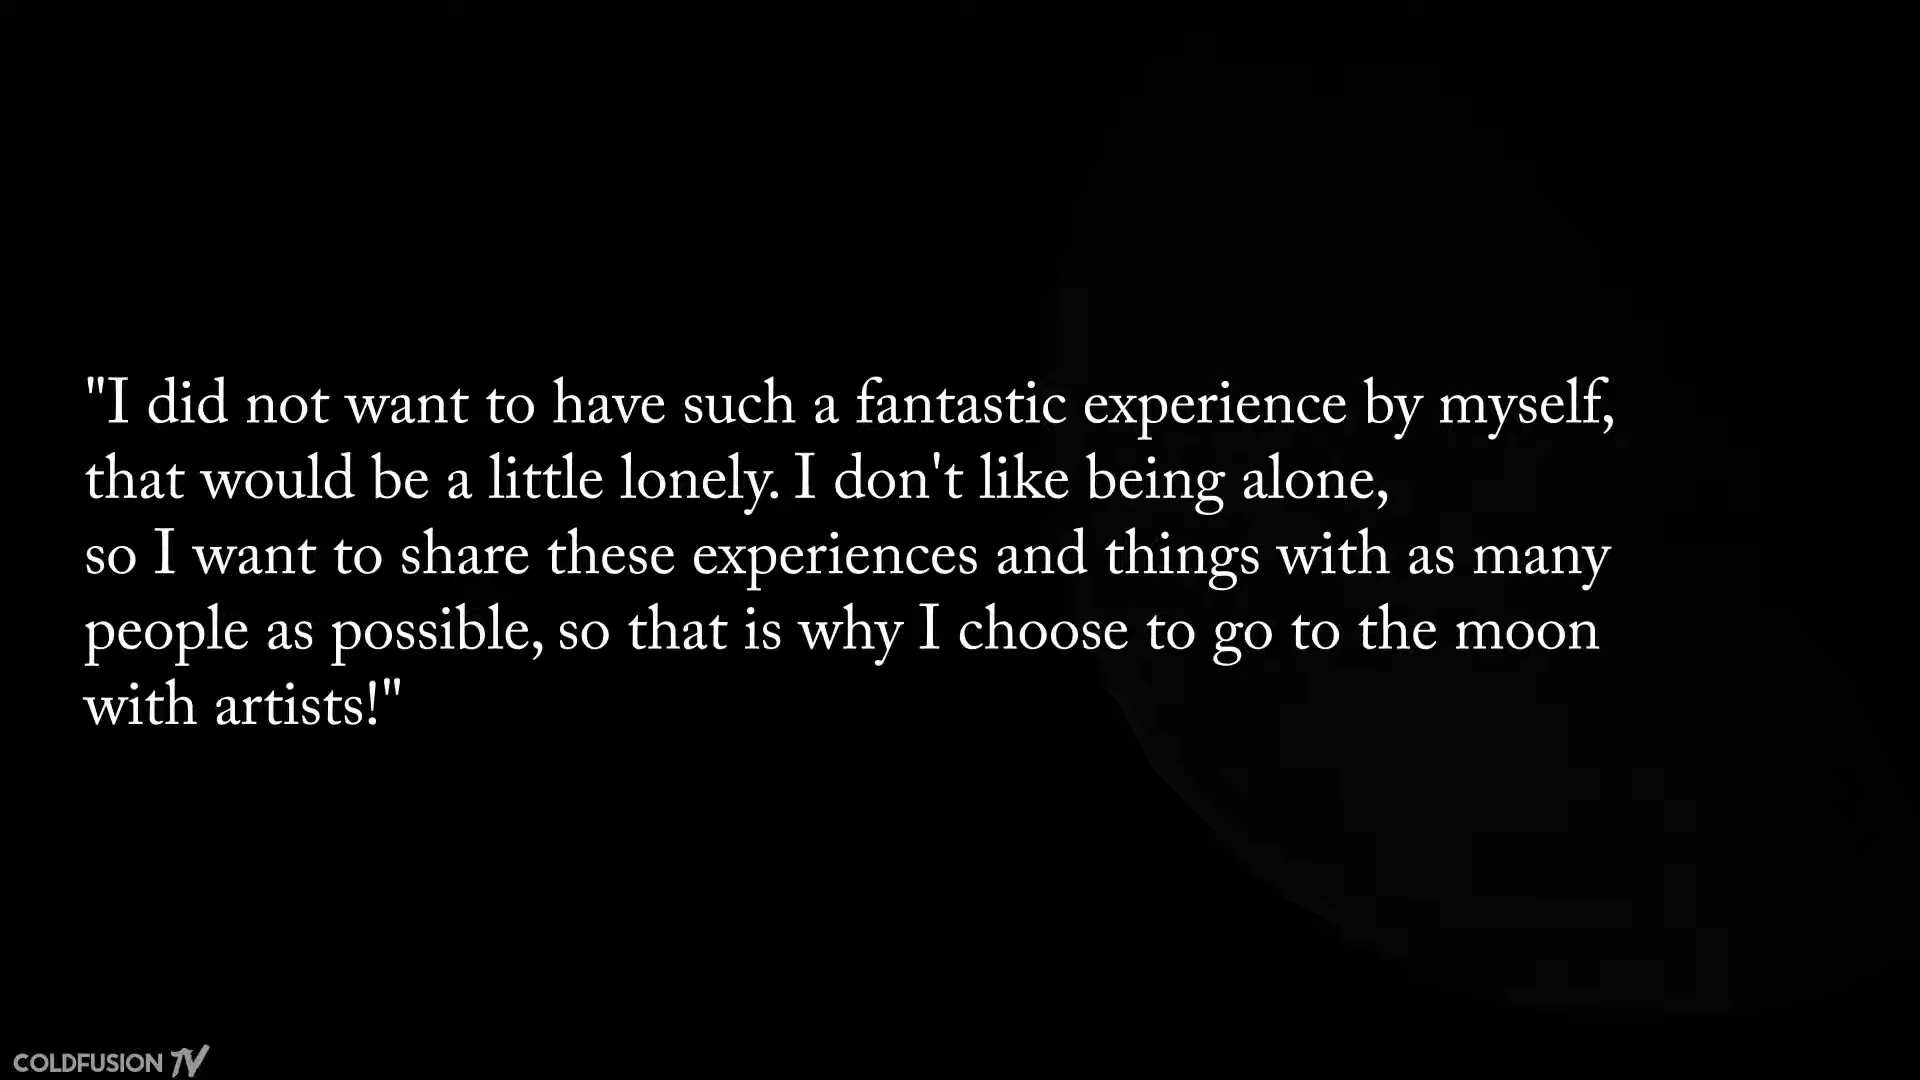 "I did not want to have such a fantastic experience by myself,
that would be a little lonely. I don't like being alone,
so I want to share these experiences and things with as many
people as possible, so that is why I choose to go to the moon
with artists!"
COLDFUSION TV